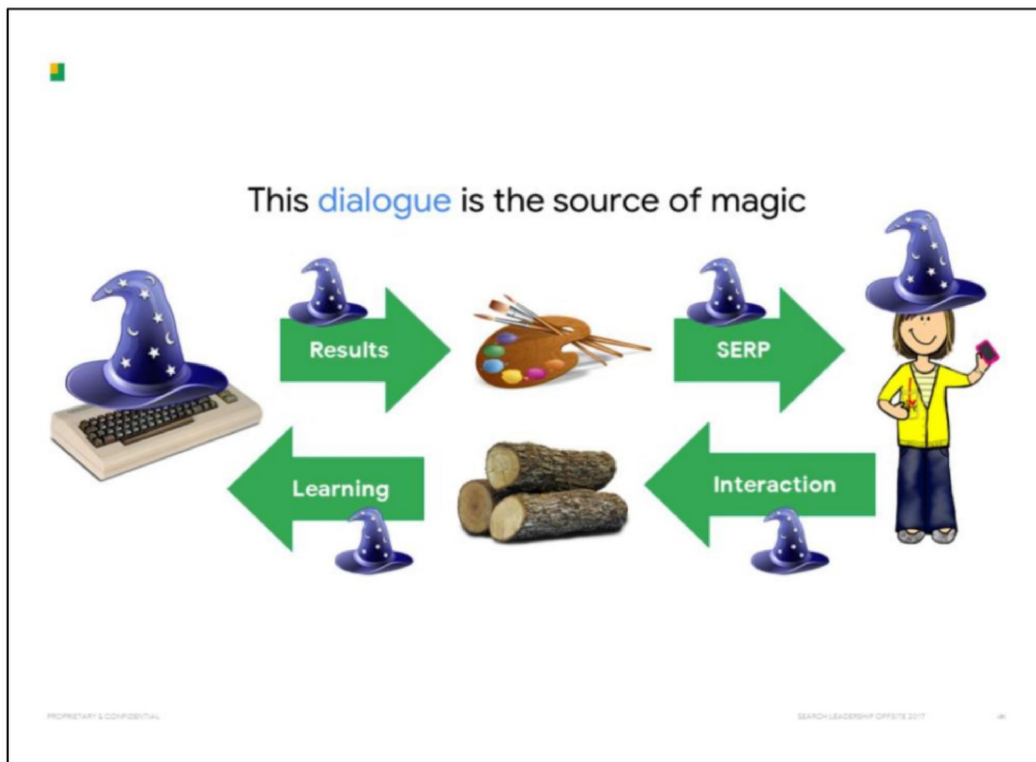 This dialogue is the source of magic
Results
SERP
Learning
Interaction
PROPRIETARY & CONFIDENTIAL
SEARCH LEADERSHIP OFFSITE 2017